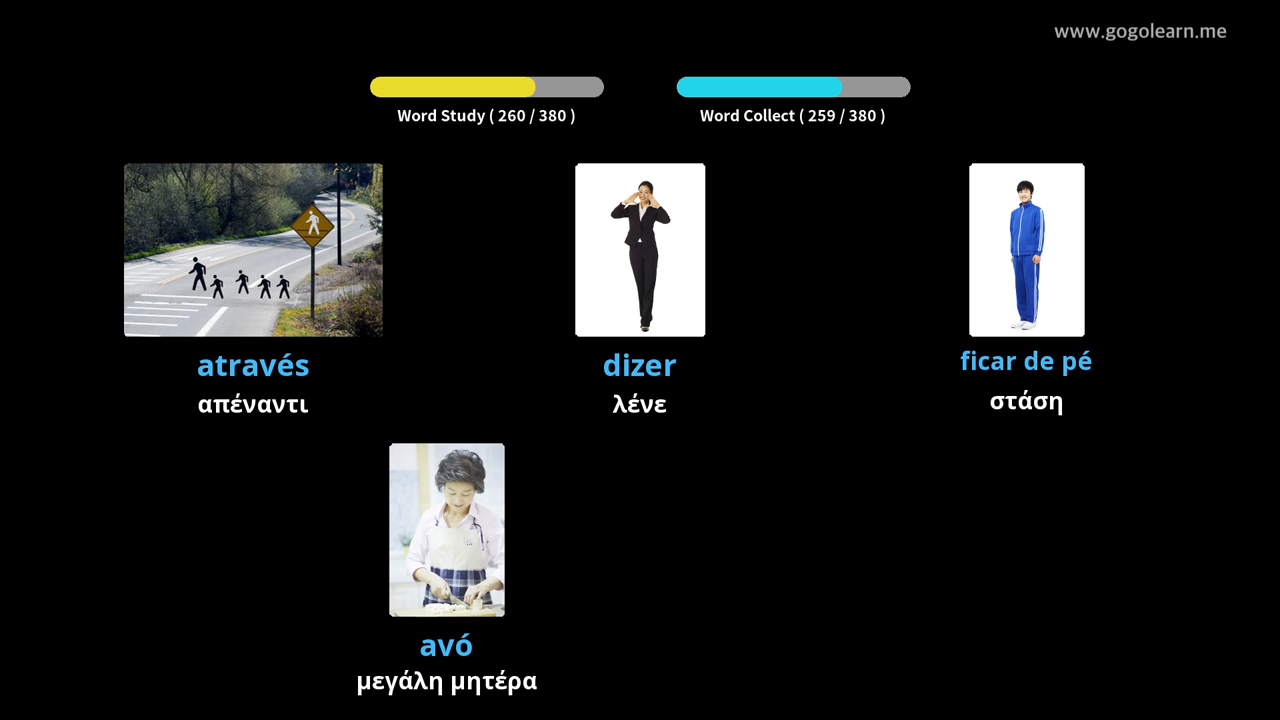 www.gogolearn.me
Word Study ( 260 / 380 )
Word Collect ( 259 / 380 )
através
απέναντι
dizer
λένε
ficar de pé
στάση
avó
μεγάλη μητέρα